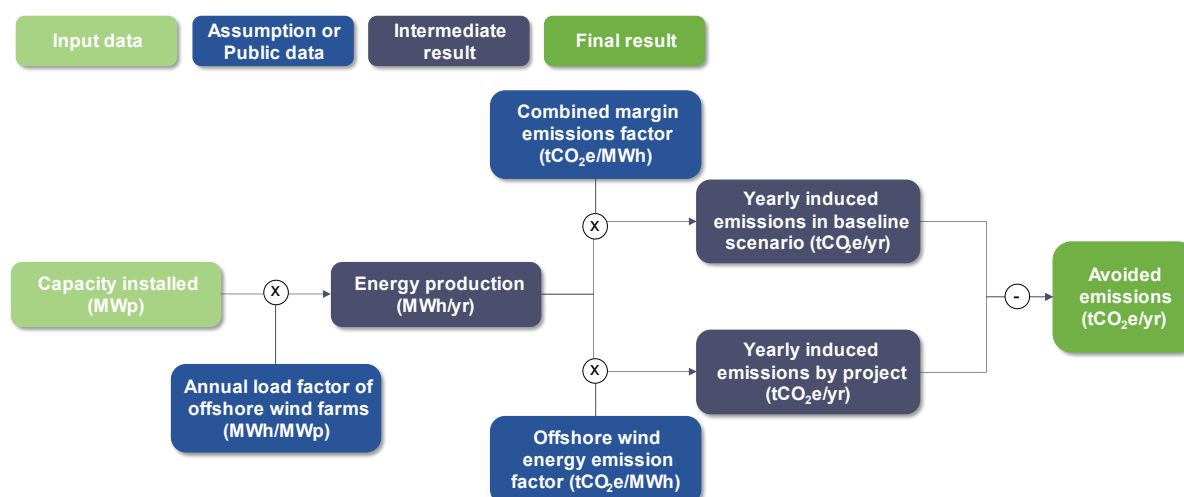 Input data
Assumption or
Public data
Intermediate
result
Final result
Combined margin
emissions factor
(tCO₂e/MWh)
X
Yearly induced
emissions in baseline
scenario (tCO₂e/yr)
Capacity installed
(MWp)
X
Energy production
(MWh/yr)
-
Avoided
emissions
(tCO₂e/yr)
Annual load factor of
offshore wind farms
(MWh/MWp)
X
Yearly induced
emissions by project
(tCO₂e/yr)
Offshore wind
energy emission
factor (tCO₂e/MWh)